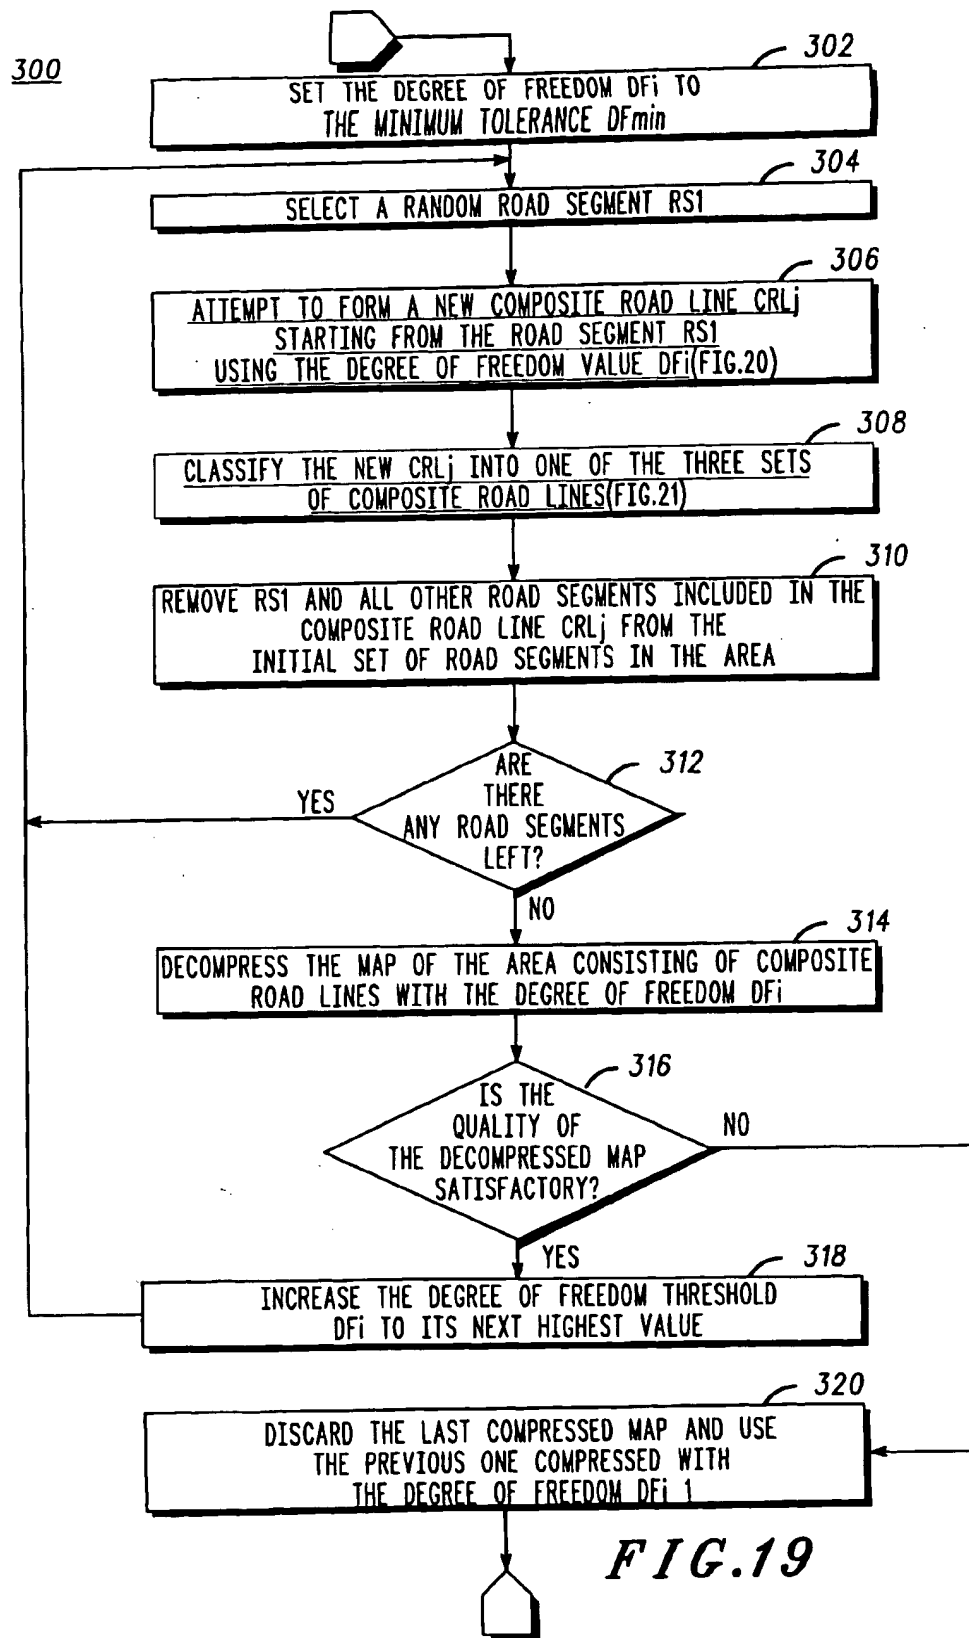 300
302
SET THE DEGREE OF FREEDOM DFi TO
THE MINIMUM TOLERANCE DFmin
304
SELECT A RANDOM ROAD SEGMENT RS1
306
ATTEMPT TO FORM A NEW COMPOSITE ROAD LINE CRLj
STARTING FROM THE ROAD SEGMENT RS1
USING THE DEGREE OF FREEDOM VALUE DFi(FIG.20)
308
CLASSIFY THE NEW CRLj INTO ONE OF THE THREE SETS
OF COMPOSITE ROAD LINES(FIG.21)
310
REMOVE RS1 AND ALL OTHER ROAD SEGMENTS INCLUDED IN THE
COMPOSITE ROAD LINE CRLj FROM THE
INITIAL SET OF ROAD SEGMENTS IN THE AREA
312
ARE
THERE
ANY ROAD SEGMENTS
LEFT?
YES
NO
314
DECOMPRESS THE MAP OF THE AREA CONSISTING OF COMPOSITE
ROAD LINES WITH THE DEGREE OF FREEDOM DFi
316
IS THE
QUALITY OF
THE DECOMPRESSED MAP
SATISFACTORY?
NO
YES
318
INCREASE THE DEGREE OF FREEDOM THRESHOLD
DFi TO ITS NEXT HIGHEST VALUE
320
DISCARD THE LAST COMPRESSED MAP AND USE
THE PREVIOUS ONE COMPRESSED WITH
THE DEGREE OF FREEDOM DFi 1
FIG.19